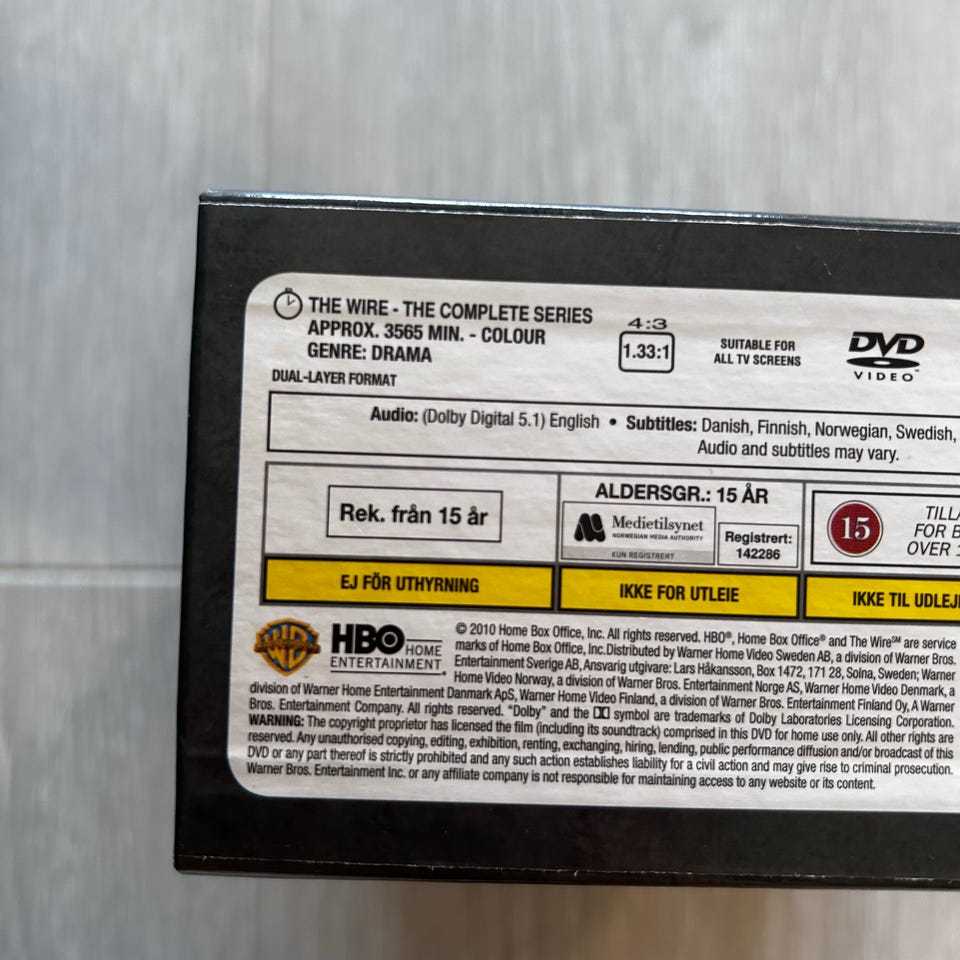 THE WIRE - THE COMPLETE SERIES
APPROX. 3565 MIN. - COLOUR
GENRE: DRAMA
DUAL-LAYER FORMAT
4:3
1.33:1
SUITABLE FOR
ALL TV SCREENS
DVD
VIDEO™
Audio: (Dolby Digital 5.1) English • Subtitles: Danish, Finnish, Norwegian, Swedish,
Audio and subtitles may vary.
Rek. från 15 år
ALDERSGR.: 15 ÅR
Medietilsynet
NORWEGIAN MEDIA AUTHORITY
KUN REGISTRERT
Registrert:
142286
15
TILLA
FOR B
OVER 1
EJ FÖR UTHYRNING
IKKE FOR UTLEIE
IKKE TIL UDLEJ
WB
HBO HOME
ENTERTAINMENT
© 2010 Home Box Office, Inc. All rights reserved. HBO®, Home Box Office® and The Wire℠ are service
marks of Home Box Office, Inc.Distributed by Warner Home Video Sweden AB, a division of Warner Bros.
Entertainment Sverige AB, Ansvarig utgivare: Lars Håkansson, Box 1472, 171 28, Solna, Sweden; Warner
Home Video Norway, a division of Warner Bros. Entertainment Norge AS, Warner Home Video Denmark, a
division of Warner Home Entertainment Danmark ApS, Warner Home Video Finland, a division of Warner Bros. Entertainment Finland Oy, A Warner
Bros. Entertainment Company. All rights reserved. "Dolby" and the symbol are trademarks of Dolby Laboratories Licensing Corporation.
WARNING: The copyright proprietor has licensed the film (including its soundtrack) comprised in this DVD for home use only. All other rights are
reserved. Any unauthorised copying, editing, exhibition, renting, exchanging, hiring, lending, public performance diffusion and/or broadcast of this
DVD or any part thereof is strictly prohibited and any such action establishes liability for a civil action and may give rise to criminal prosecution.
Warner Bros. Entertainment Inc. or any affiliate company is not responsible for maintaining access to any website or its content.